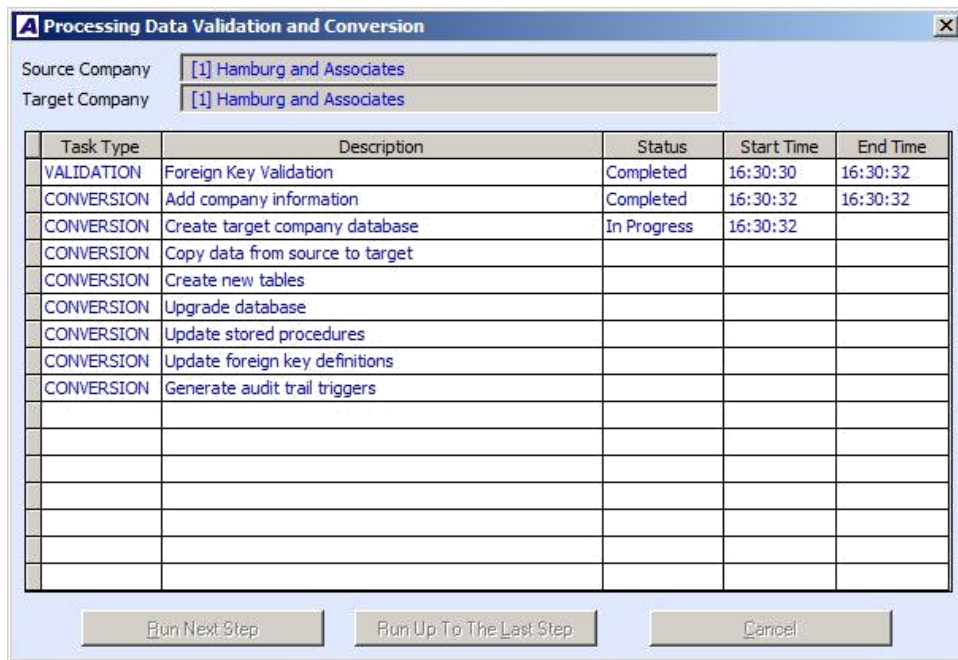 Processing Data Validation and Conversion
Source Company [1] Hamburg and Associates
Target Company [1] Hamburg and Associates
Task Type Description Status Start Time End Time
VALIDATION Foreign Key Validation Completed 16:30:30 16:30:32
CONVERSION Add company information Completed 16:30:32 16:30:32
CONVERSION Create target company database In Progress 16:30:32
CONVERSION Copy data from source to target
CONVERSION Create new tables
CONVERSION Upgrade database
CONVERSION Update stored procedures
CONVERSION Update foreign key definitions
CONVERSION Generate audit trail triggers
Run Next Step Run Up To The Last Step Cancel